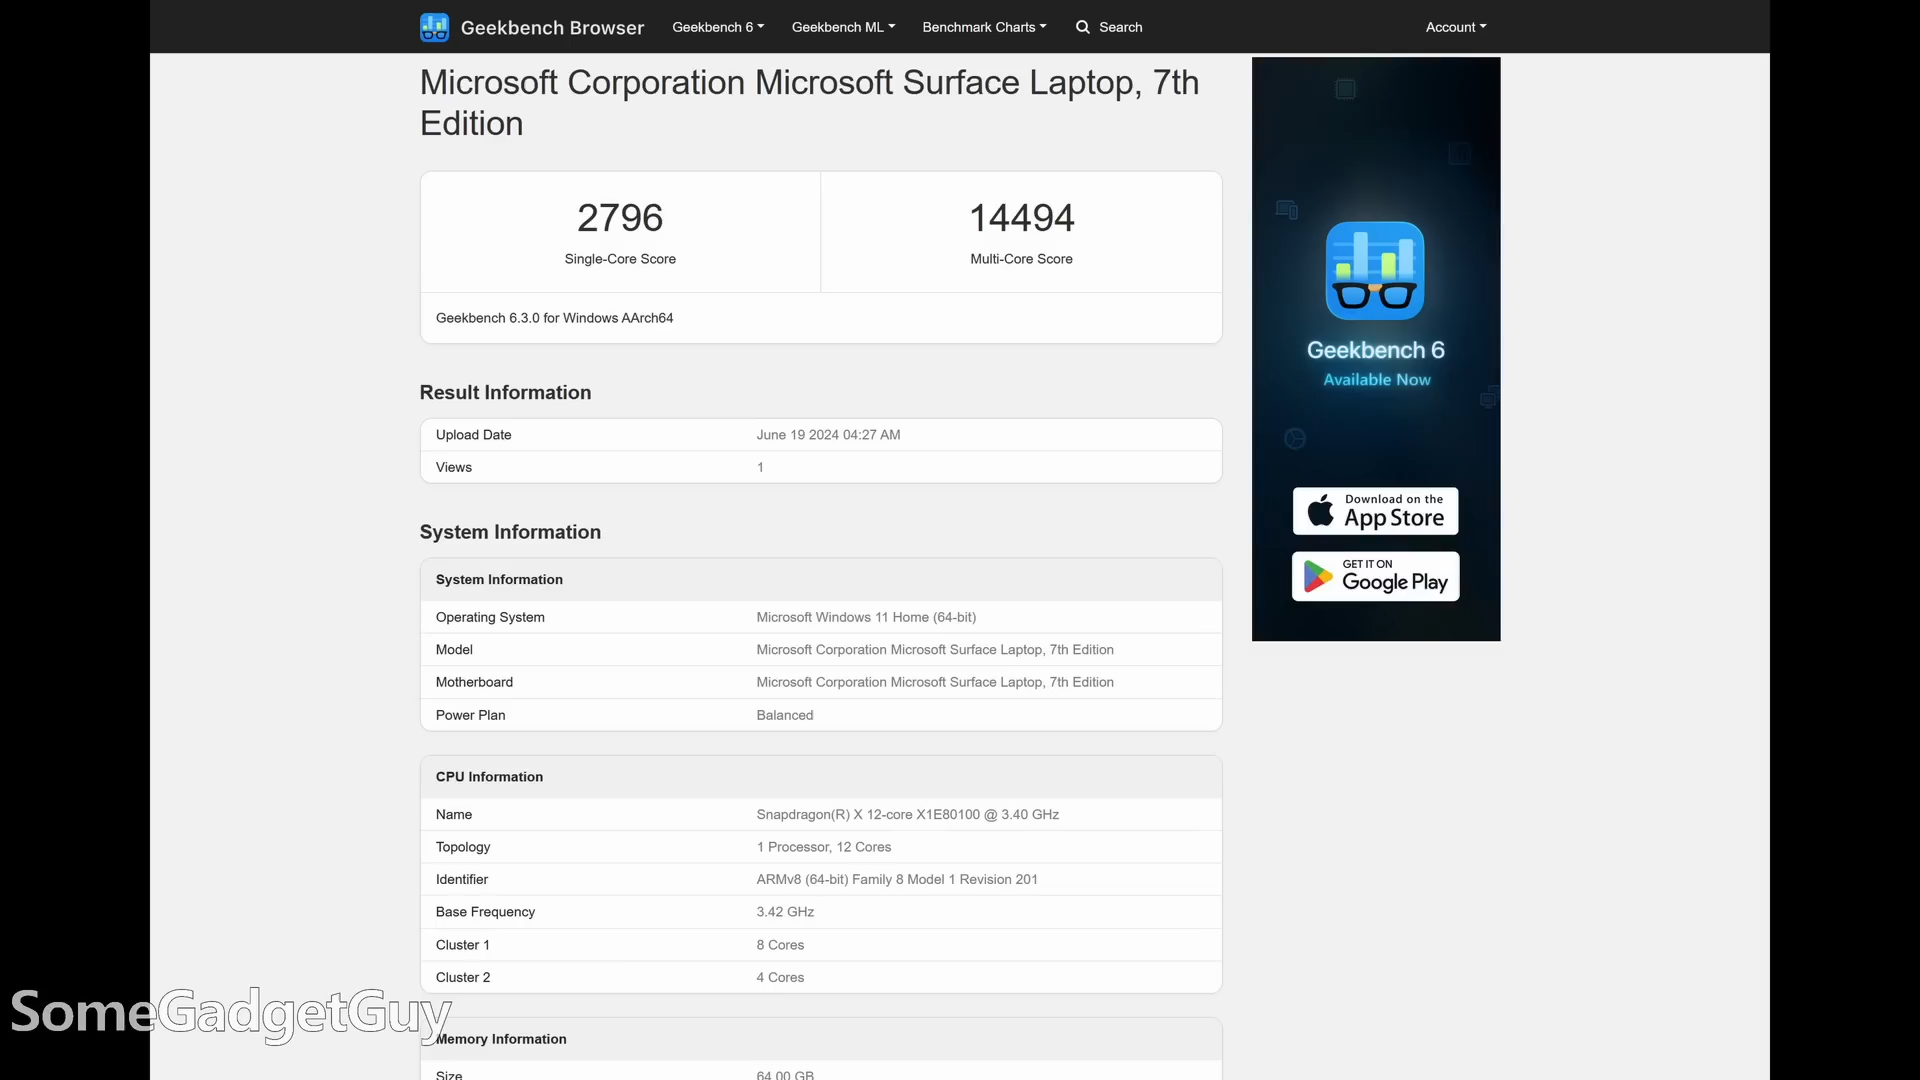 Geekbench Browser Geekbench 6 Geekbench ML Benchmark Charts Search Account
Microsoft Corporation Microsoft Surface Laptop, 7th
Edition
2796 14494
Single-Core Score Multi-Core Score
Geekbench 6.3.0 for Windows AArch64
Result Information
Upload Date June 19 2024 04:27 AM
Views 1
System Information
System Information
Operating System Microsoft Windows 11 Home (64-bit)
Model Microsoft Corporation Microsoft Surface Laptop, 7th Edition
Motherboard Microsoft Corporation Microsoft Surface Laptop, 7th Edition
Power Plan Balanced
CPU Information
Name Snapdragon(R) X 12-core X1E80100 @ 3.40 GHz
Topology 1 Processor, 12 Cores
Identifier ARMv8 (64-bit) Family 8 Model 1 Revision 201
Base Frequency 3.42 GHz
Cluster 1 8 Cores
Cluster 2 4 Cores
Memory Information
Size 64.00 GB
Geekbench 6
Available Now
Download on the
App Store
GET IT ON
Google Play
SomeGadgetGuy